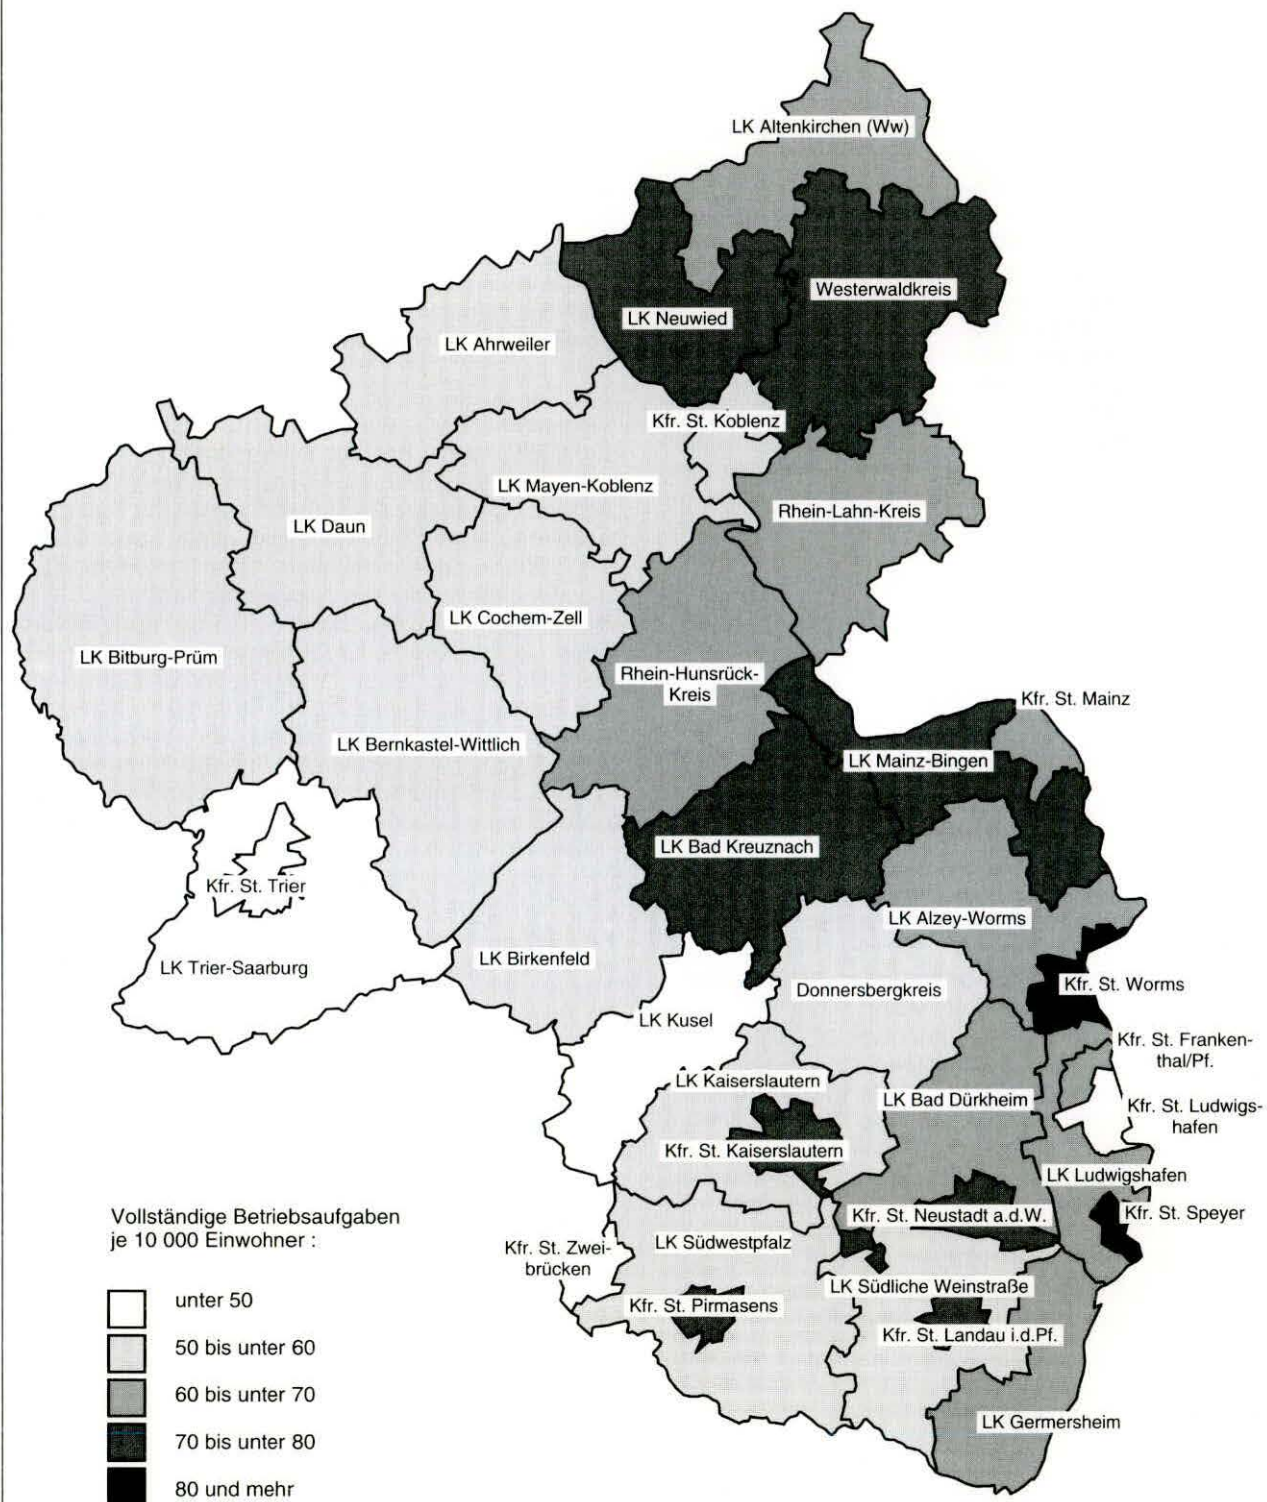 LK Altenkirchen (Ww)
Westerwaldkreis
LK Neuwied
LK Ahrweiler
Kfr. St. Koblenz
LK Mayen-Koblenz
Rhein-Lahn-Kreis
LK Daun
LK Cochem-Zell
LK Bitburg-Prüm
Rhein-Hunsrück-
Kreis
Kfr. St. Mainz
LK Bernkastel-Wittlich
LK Mainz-Bingen
LK Bad Kreuznach
Kfr. St. Trier
LK Alzey-Worms
LK Birkenfeld
LK Trier-Saarburg
Kfr. St. Worms
Donnersbergkreis
LK Kusel
Kfr. St. Franken-
thal/Pf.
LK Kaiserslautern
LK Bad Dürkheim
Kfr. St. Ludwigs-
hafen
Kfr. St. Kaiserslautern
LK Ludwigshafen
Kfr. St. Neustadt a.d.W.
Kfr. St. Speyer
LK Südwestpfalz
Kfr. St. Zwei-
brücken
LK Südliche Weinstraße
Kfr. St. Pirmasens
Kfr. St. Landau i.d.Pf.
LK Germersheim
Vollständige Betriebsaufgaben
je 10 000 Einwohner :
unter 50
50 bis unter 60
60 bis unter 70
70 bis unter 80
80 und mehr